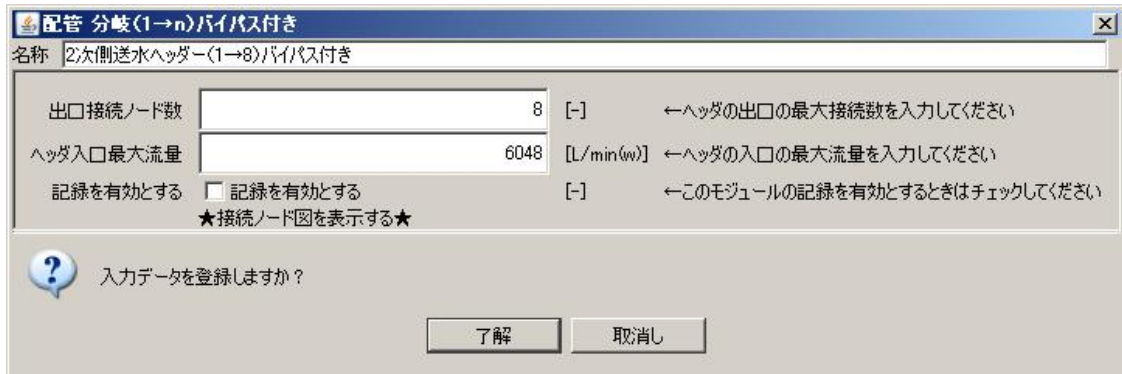 配管 分岐(1→n)バイパス付き
名称 2次側送水ヘッダー(1→8)バイパス付き
出口接続ノード数 8 [-] ←ヘッダの出口の最大接続数を入力してください
ヘッダ入口最大流量 6048 [L/min(w)] ←ヘッダの入口の最大流量を入力してください
記録を有効とする 記録を有効とする [-] ←このモジュールの記録を有効とするときはチェックしてください
★接続ノード図を表示する★
入力データを登録しますか？
了解 取消し